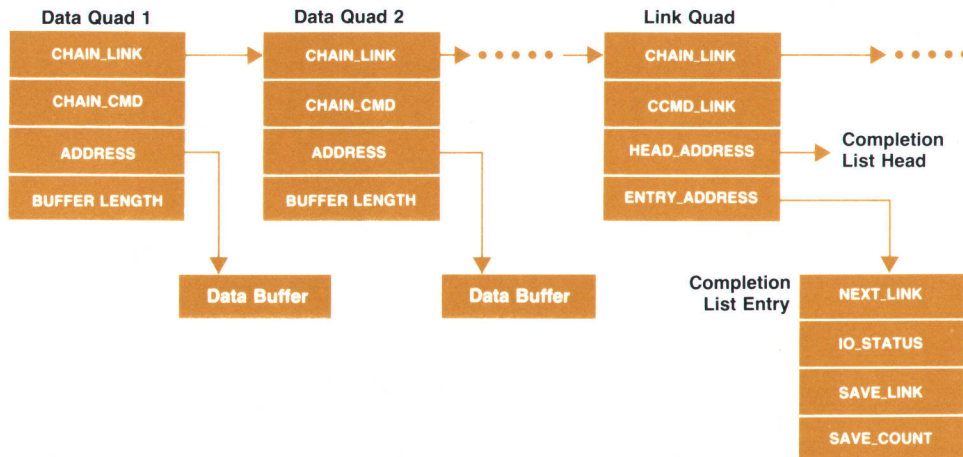 Data Quad 1
CHAIN_LINK
CHAIN_CMD
ADDRESS
BUFFER LENGTH
Data Buffer
Data Quad 2
CHAIN_LINK
CHAIN_CMD
ADDRESS
BUFFER LENGTH
Data Buffer
Link Quad
CHAIN_LINK
CCMD_LINK
HEAD_ADDRESS
ENTRY_ADDRESS
Completion
List Head
Completion
List Entry
NEXT_LINK
IO_STATUS
SAVE_LINK
SAVE_COUNT